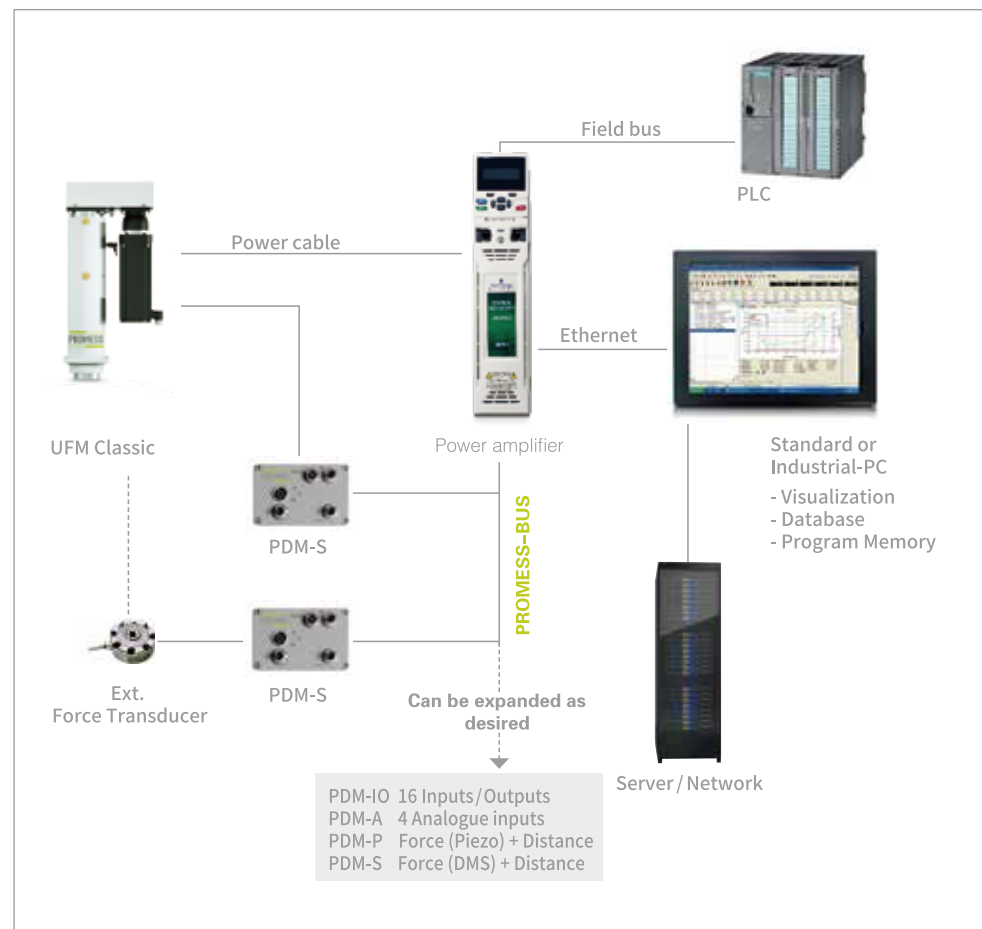 Field bus
PLC
Power cable
PROMESS
Ethernet
UFM Classic
Power amplifier
Standard or
Industrial-PC
- Visualization
- Database
- Program Memory
PDM-S
PROMESS-BUS
PDM-S
Ext.
Force Transducer
Can be expanded as
desired
Server / Network
PDM-IO 16 Inputs/Outputs
PDM-A 4 Analogue inputs
PDM-P Force (Piezo) + Distance
PDM-S Force (DMS) + Distance